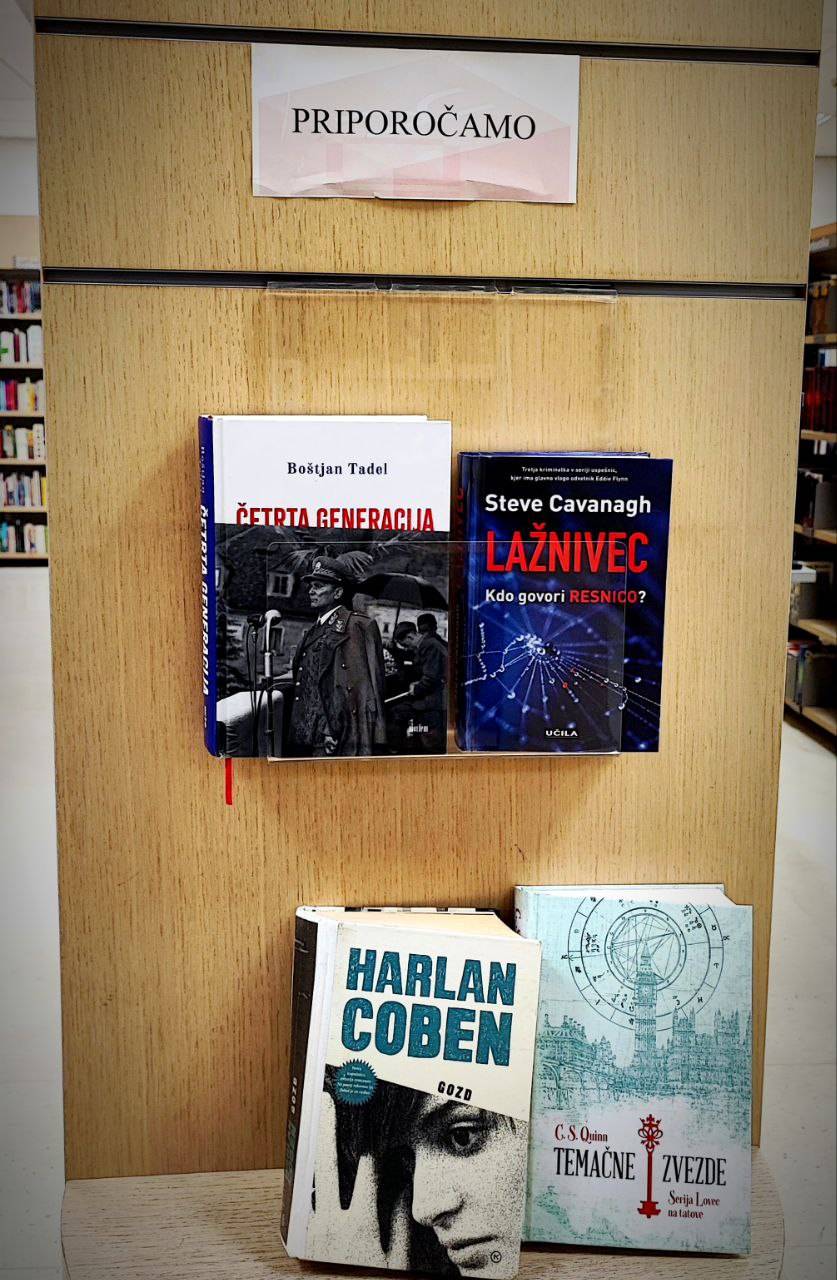 PRIPOROČAMO
Boštjan Tadel
ČETRTA GENERACIJA
ČETRTA GENERACIJA
Tretja kriminalka v seriji uspešnic,
kjer ima glavno vlogo odvetnik Eddie Flynn
Steve Cavanagh
LAŽNIVEC
Kdo govori RESNICO?
UČILA
HARLAN
COBEN
GOZD
GOZD
C. S. Quinn
TEMAČNE ZVEZDE
Serija Lovec
na tatove